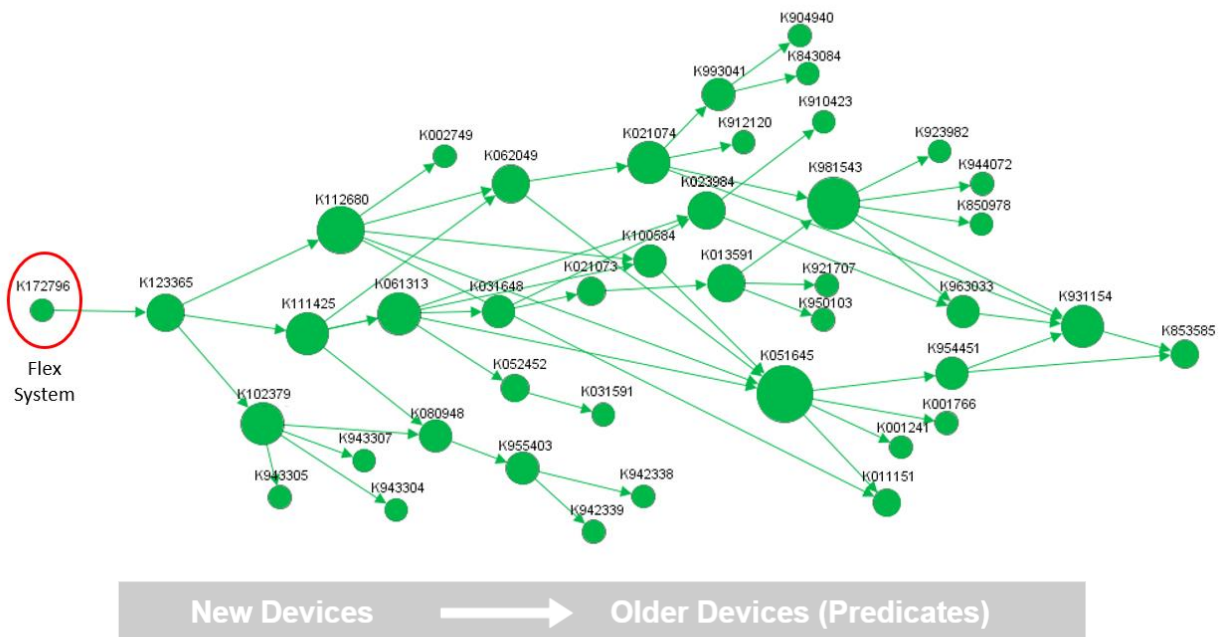 K904940
K993041
K843084
K910423
K912120
K021074
K002749
K062049
K923982
K981543
K944072
K023984
K850978
K112680
K100584
K013591
K021073
K921707
K172796
K123365
K061313
K031648
K950103
K963033
K931154
K111425
K853585
Flex
System
K954451
K051645
K052452
K031591
K001766
K001241
K102379
K080948
K943307
K955403
K943305
K943304
K942338
K011151
K942339
New Devices
Older Devices (Predicates)